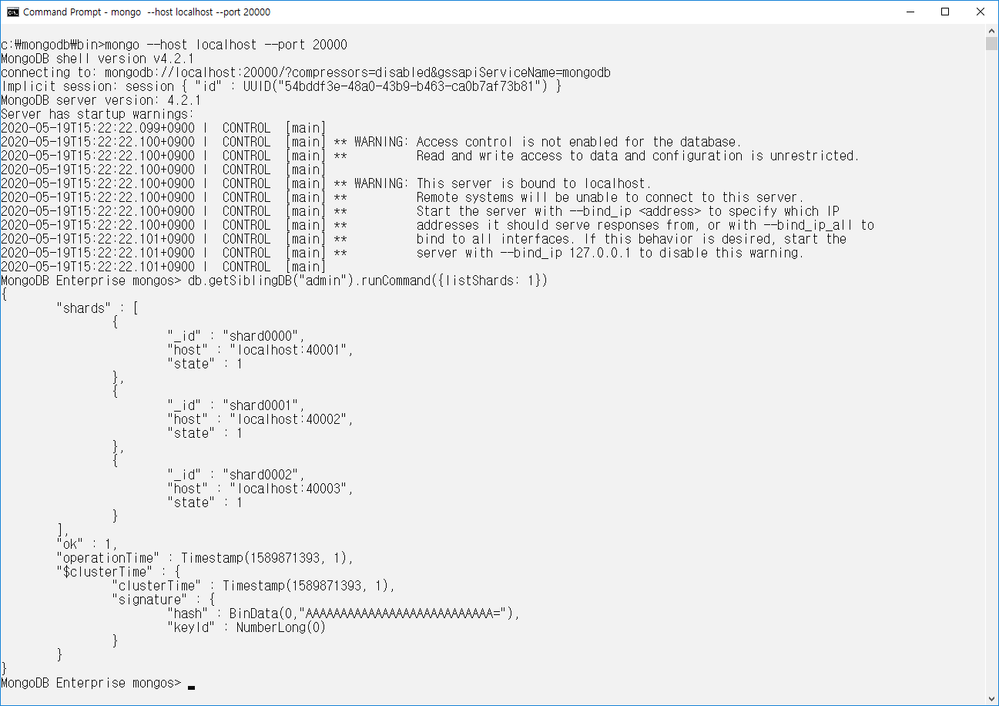 Command Prompt - mongo --host localhost --port 20000
c:₩mongodb₩bin>mongo --host localhost --port 20000
MongoDB shell version v4.2.1
connecting to: mongodb://localhost:20000/?compressors=disabled&gssapiServiceName=mongodb
Implicit session: session { "id" : UUID("54bddf3e-48a0-43b9-b463-ca0b7af73b81") }
MongoDB server version: 4.2.1
Server has startup warnings:
2020-05-19T15:22:22.099+0900 I  CONTROL  [main]
2020-05-19T15:22:22.100+0900 I  CONTROL  [main] ** WARNING: Access control is not enabled for the database.
2020-05-19T15:22:22.100+0900 I  CONTROL  [main] **          Read and write access to data and configuration is unrestricted.
2020-05-19T15:22:22.100+0900 I  CONTROL  [main]
2020-05-19T15:22:22.100+0900 I  CONTROL  [main] ** WARNING: This server is bound to localhost.
2020-05-19T15:22:22.100+0900 I  CONTROL  [main] **          Remote systems will be unable to connect to this server.
2020-05-19T15:22:22.100+0900 I  CONTROL  [main] **          Start the server with --bind_ip <address> to specify which IP
2020-05-19T15:22:22.100+0900 I  CONTROL  [main] **          addresses it should serve responses from, or with --bind_ip_all to
2020-05-19T15:22:22.101+0900 I  CONTROL  [main] **          bind to all interfaces. If this behavior is desired, start the
2020-05-19T15:22:22.101+0900 I  CONTROL  [main] **          server with --bind_ip 127.0.0.1 to disable this warning.
2020-05-19T15:22:22.101+0900 I  CONTROL  [main]
MongoDB Enterprise mongos> db.getSiblingDB("admin").runCommand({listShards: 1})
{
        "shards" : [
                {
                        "_id" : "shard0000",
                        "host" : "localhost:40001",
                        "state" : 1
                },
                {
                        "_id" : "shard0001",
                        "host" : "localhost:40002",
                        "state" : 1
                },
                {
                        "_id" : "shard0002",
                        "host" : "localhost:40003",
                        "state" : 1
                }
        ],
        "ok" : 1,
        "operationTime" : Timestamp(1589871393, 1),
        "$clusterTime" : {
                "clusterTime" : Timestamp(1589871393, 1),
                "signature" : {
                        "hash" : BinData(0,"AAAAAAAAAAAAAAAAAAAAAAAAAAA="),
                        "keyId" : NumberLong(0)
                }
        }
}
MongoDB Enterprise mongos>